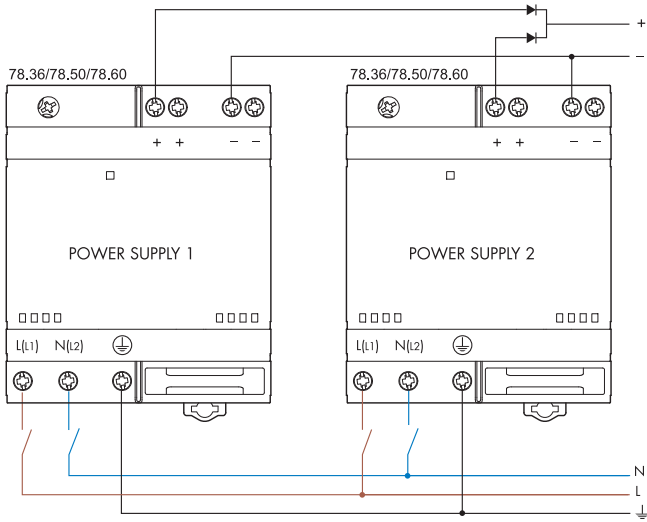 +
−
78.36/78.50/78.60 78.36/78.50/78.60
+ + − − + + − −
POWER SUPPLY 1 POWER SUPPLY 2
L(L1) N(L2) L(L1) N(L2)
N
L